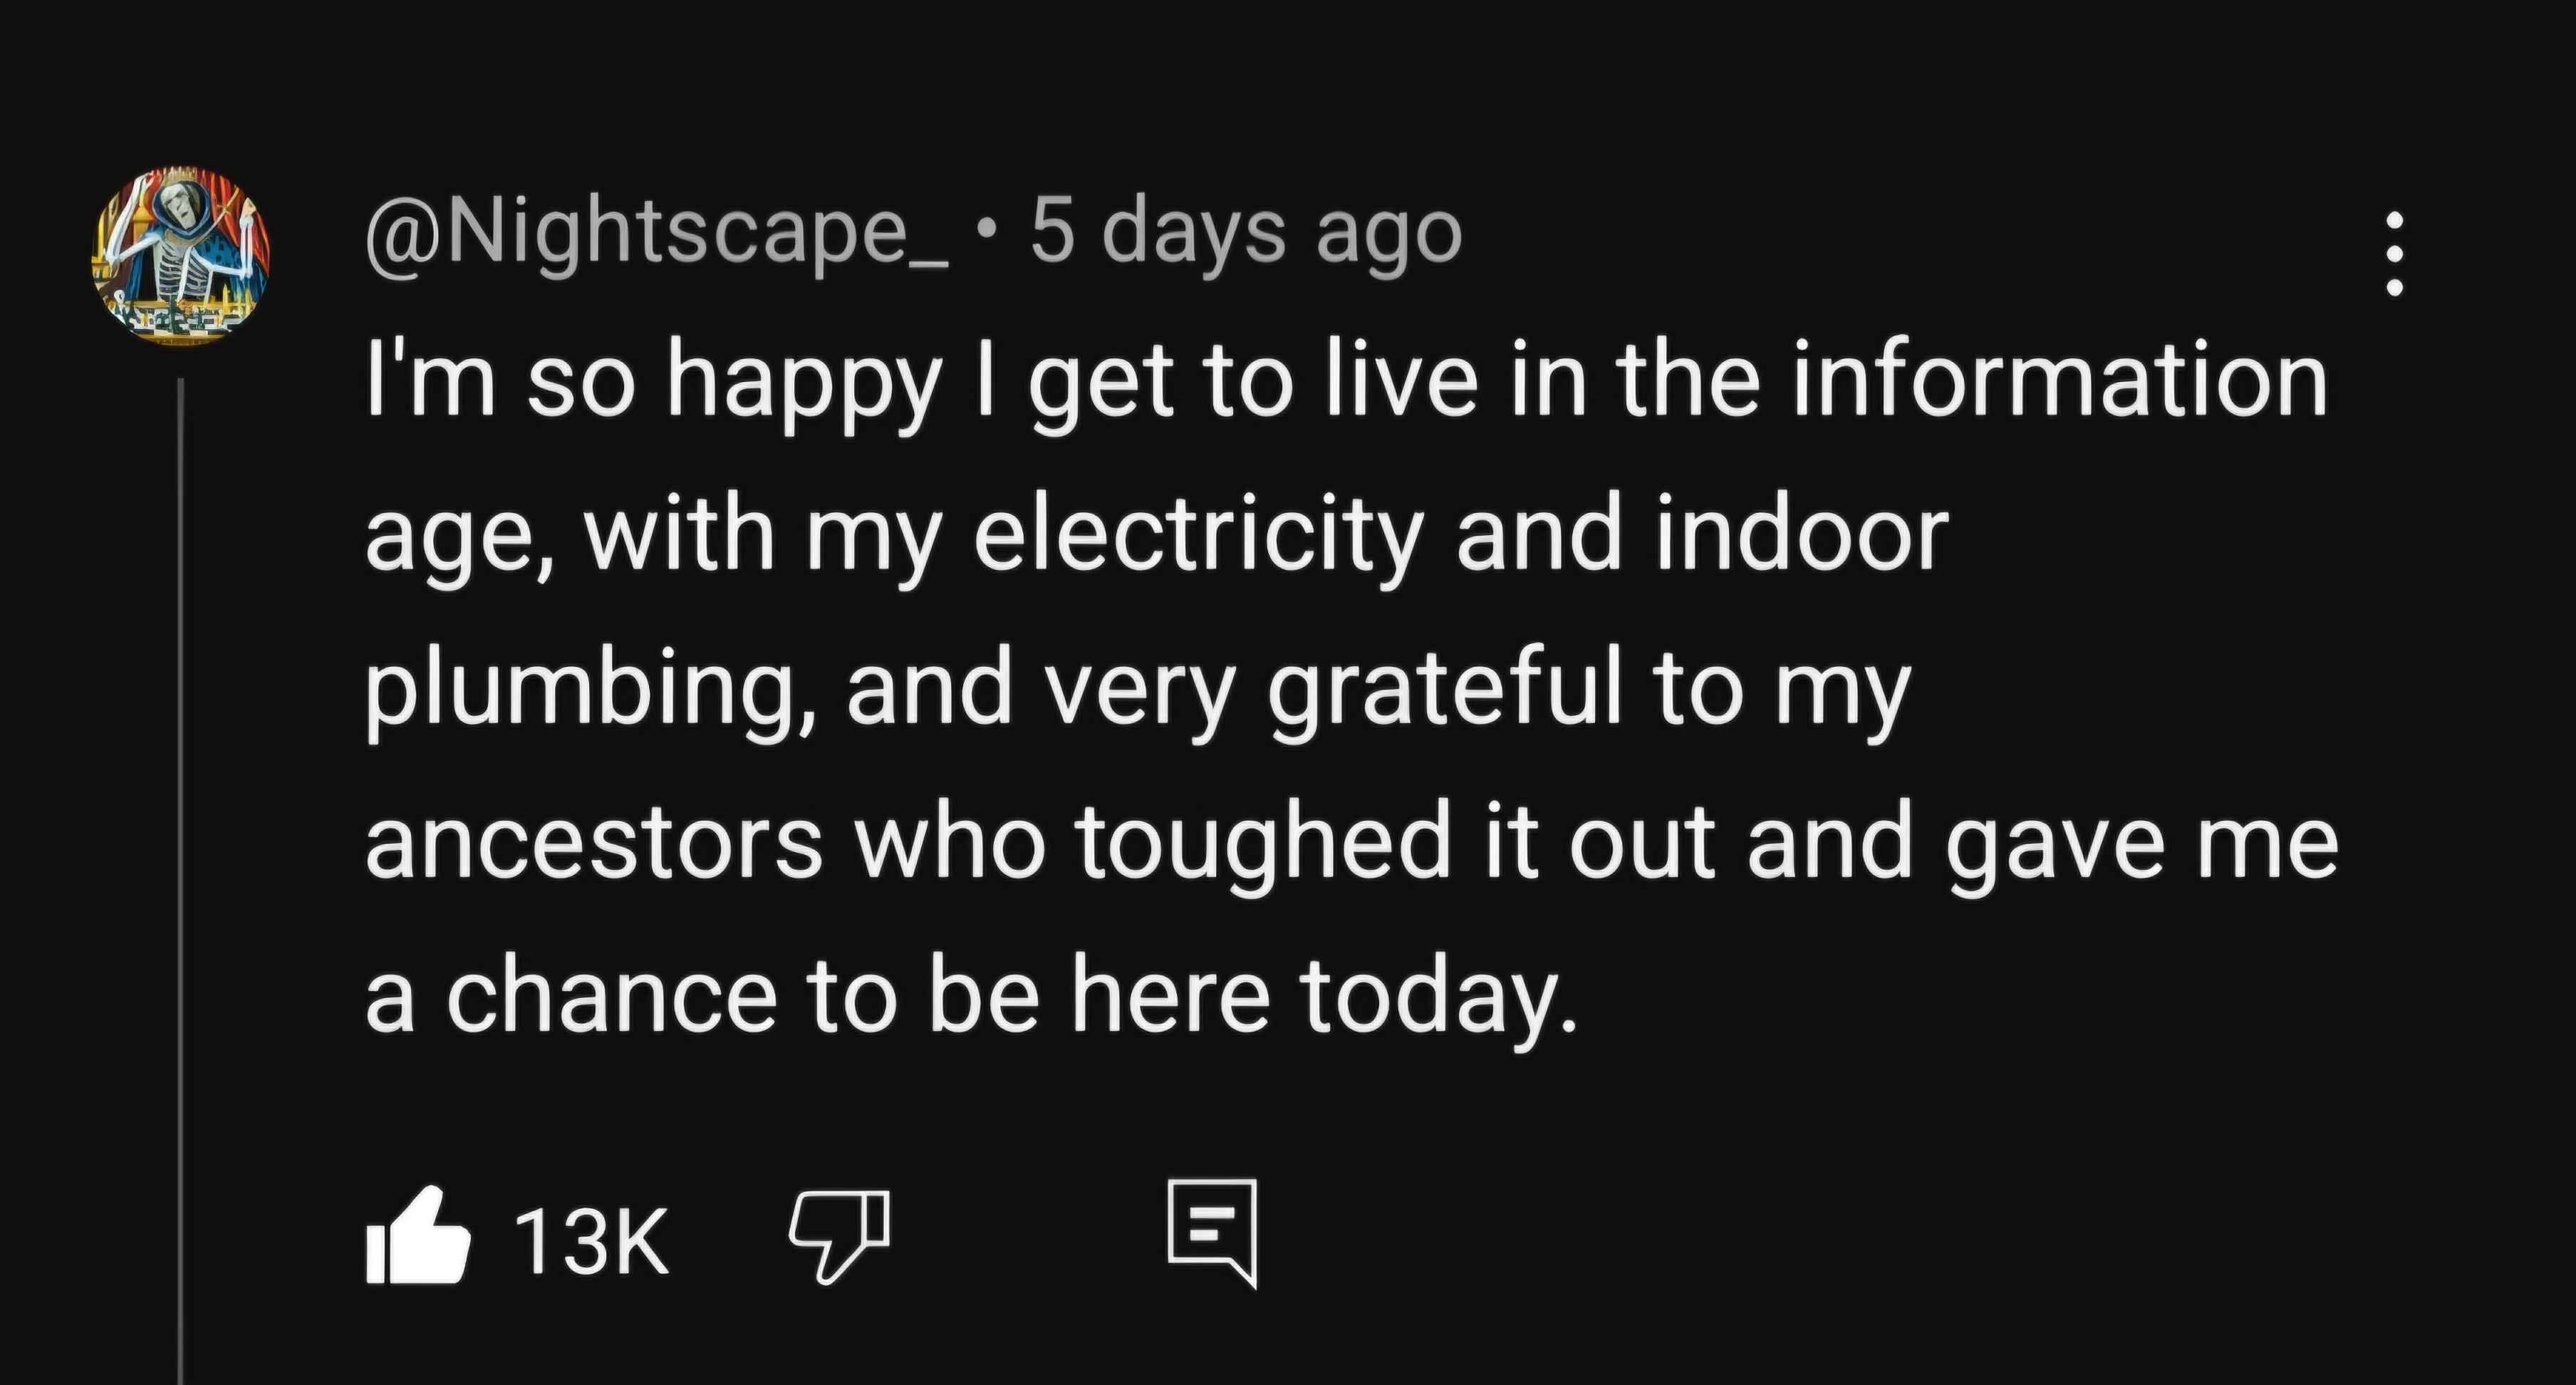 @Nightscape_ • 5 days ago
I'm so happy I get to live in the information
age, with my electricity and indoor
plumbing, and very grateful to my
ancestors who toughed it out and gave me
a chance to be here today.
13K